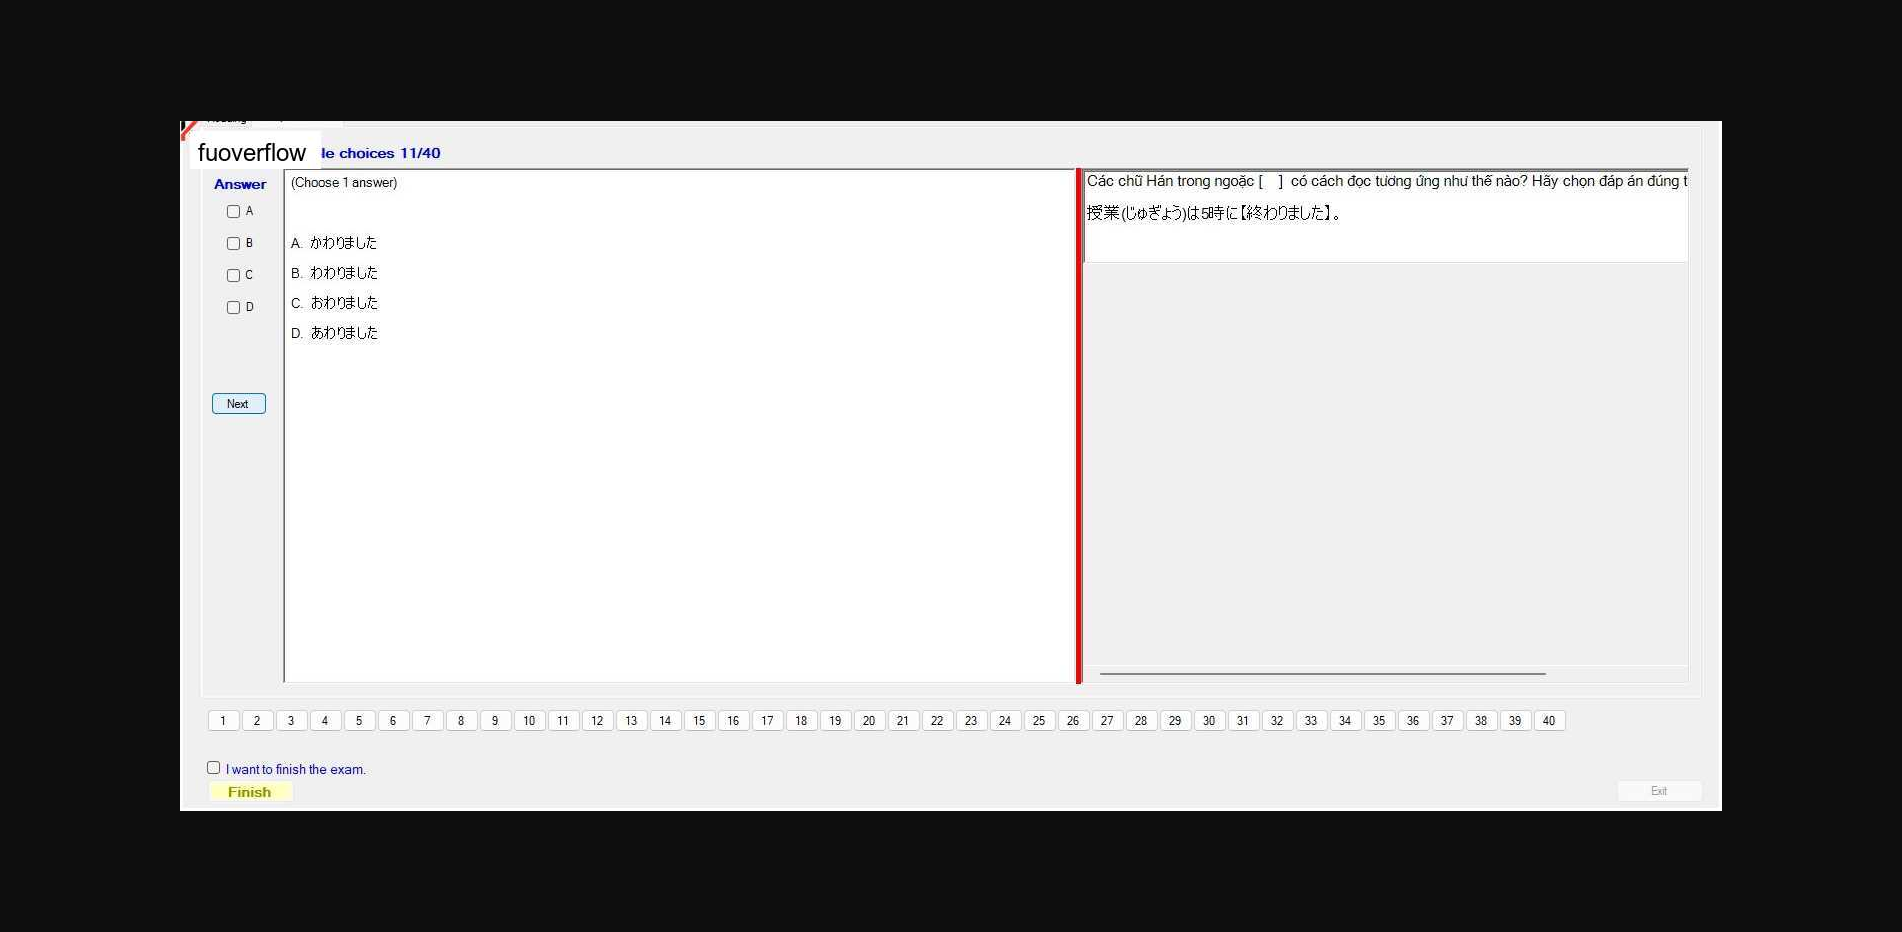 fuoverflow
le choices 11/40
Answer
(Choose 1 answer)
A
B
C
D
A. かわりました
B. わわりました
C. おわりました
D. あわりました
Next
Các chữ Hán trong ngoặc [ ] có cách đọc tương ứng như thế nào? Hãy chọn đáp án đúng t
授業(じゅぎょう)は5時に【終わりました】。
1 2 3 4 5 6 7 8 9 10 11 12 13 14 15 16 17 18 19 20 21 22 23 24 25 26 27 28 29 30 31 32 33 34 35 36 37 38 39 40
I want to finish the exam.
Finish
Exit